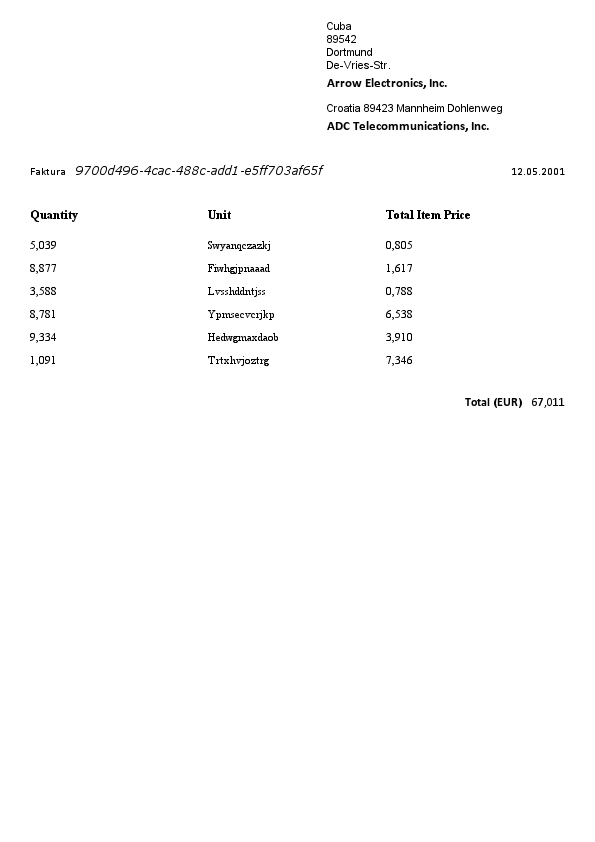 Cuba
89542
Dortmund
De-Vries-Str.
Arrow Electronics, Inc.
Croatia 89423 Mannheim Dohlenweg
ADC Telecommunications, Inc.
Faktura 9700d496-4cac-488c-add1-e5ff703af65f 12.05.2001
Quantity Unit Total Item Price
5,039 Swyanqczazkj 0,805
8,877 Fiwhgjpnaaad 1,617
3,588 Lvsshddntjss 0,788
8,781 Ypmsecvcrjkp 6,538
9,334 Hedwgmaxdaob 3,910
1,091 Trtxhvjoztrg 7,346
Total (EUR) 67,011